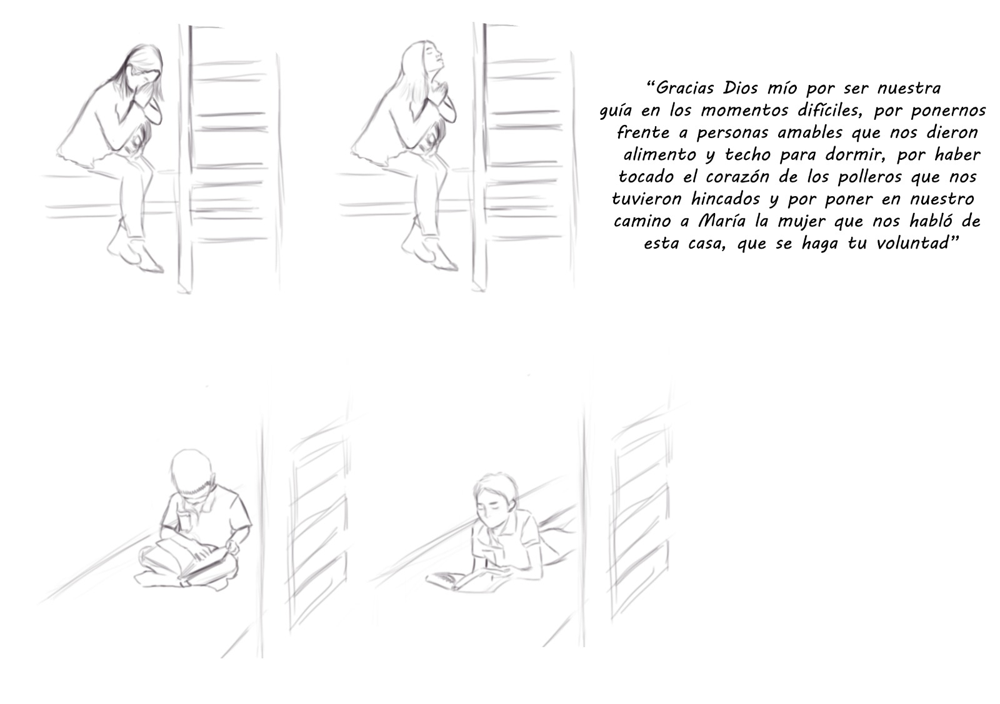 “Gracias Dios mío por ser nuestra
guía en los momentos difíciles, por ponernos
frente a personas amables que nos dieron
alimento y techo para dormir, por haber
tocado el corazón de los polleros que nos
tuvieron hincados y por poner en nuestro
camino a María la mujer que nos habló de
esta casa, que se haga tu voluntad”